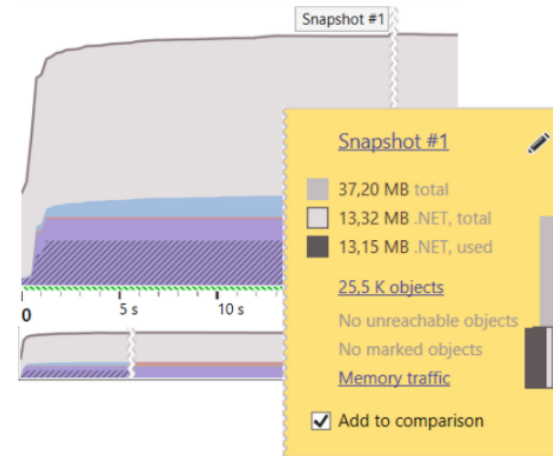 Snapshot #1
0
5 s
10 s
Snapshot #1
37,20 MB total
13,32 MB .NET, total
13,15 MB .NET, used
25,5 K objects
No unreachable objects
No marked objects
Memory traffic
Add to comparison